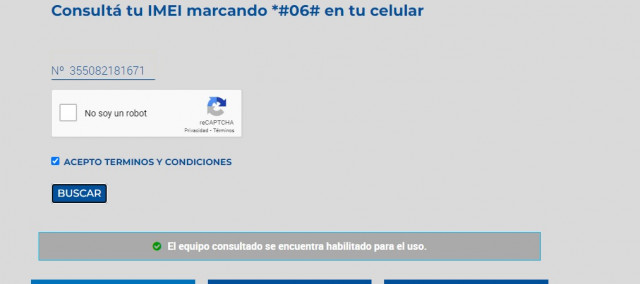 Consultá tu IMEI marcando *#06# en tu celular
Nº 355082181671
No soy un robot
reCAPTCHA
Privacidad - Términos
ACEPTO TERMINOS Y CONDICIONES
BUSCAR
El equipo consultado se encuentra habilitado para el uso.